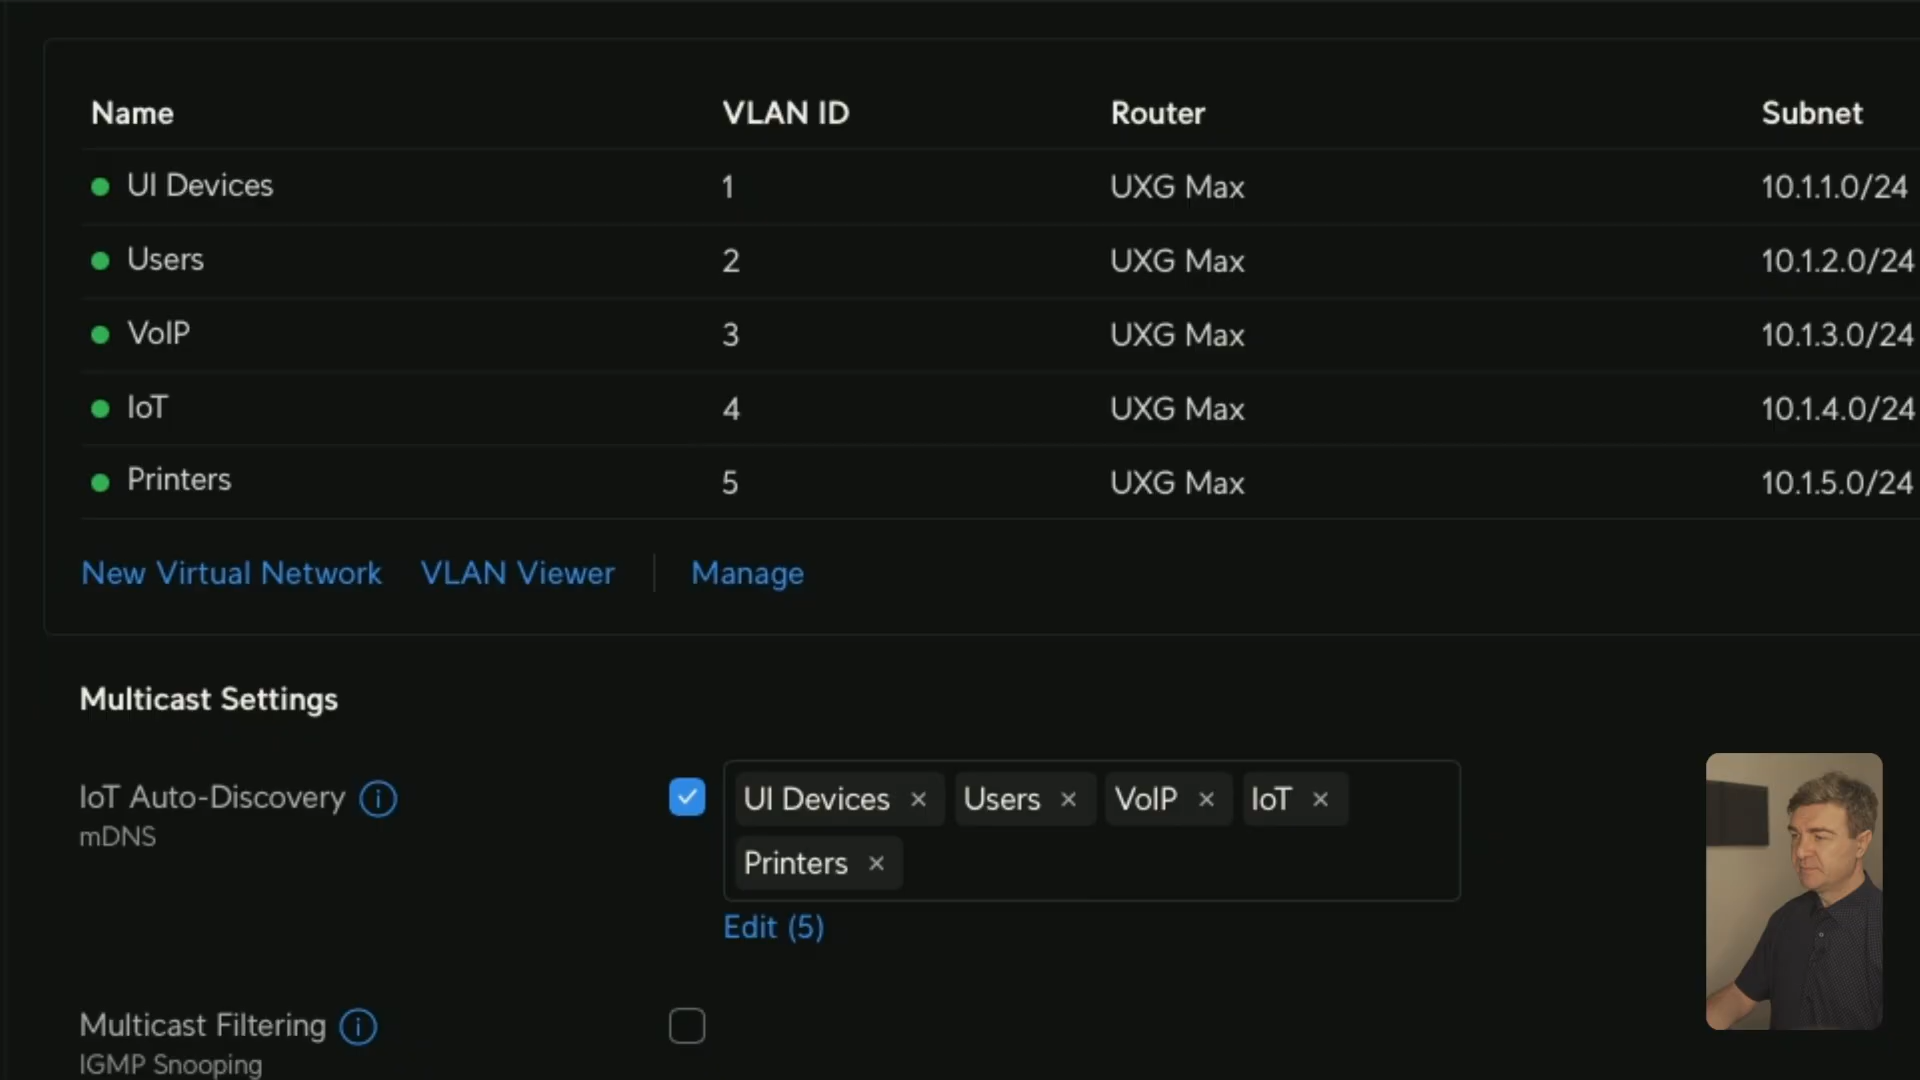 Name VLAN ID Router Subnet
UI Devices 1 UXG Max 10.1.1.0/24
Users 2 UXG Max 10.1.2.0/24
VoIP 3 UXG Max 10.1.3.0/24
IoT 4 UXG Max 10.1.4.0/24
Printers 5 UXG Max 10.1.5.0/24
New Virtual Network VLAN Viewer Manage
Multicast Settings
IoT Auto-Discovery
mDNS
UI Devices × Users × VoIP × IoT ×
Printers ×
Edit (5)
Multicast Filtering
IGMP Snooping